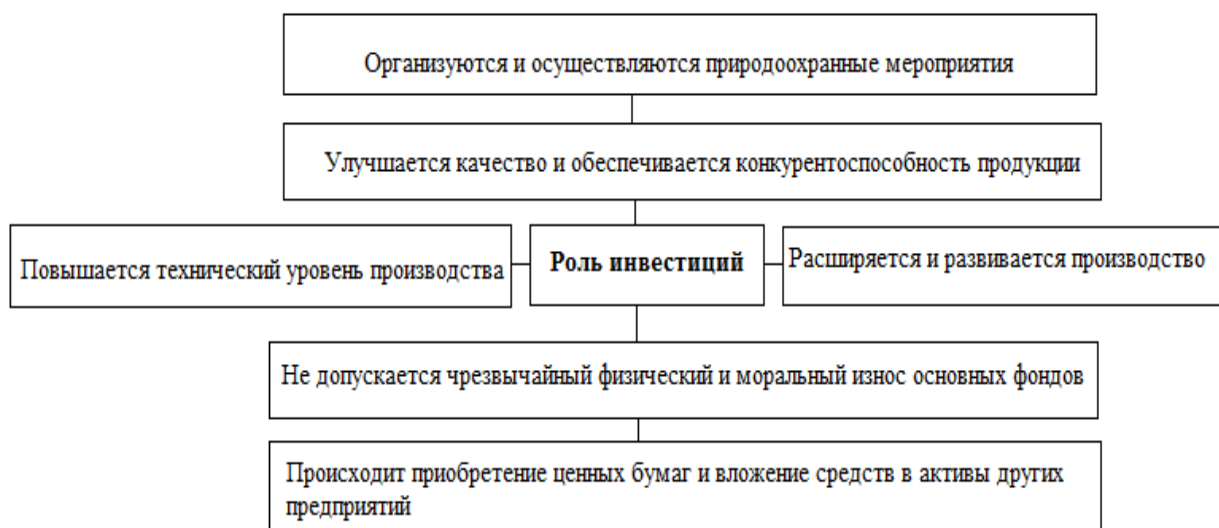 Организуются и осуществляются природоохранные мероприятия
Улучшается качество и обеспечивается конкурентоспособность продукции
Повышается технический уровень производства
Роль инвестиций
Расширяется и развивается производство
Не допускается чрезвычайный физический и моральный износ основных фондов
Происходит приобретение ценных бумаг и вложение средств в активы других
предприятий